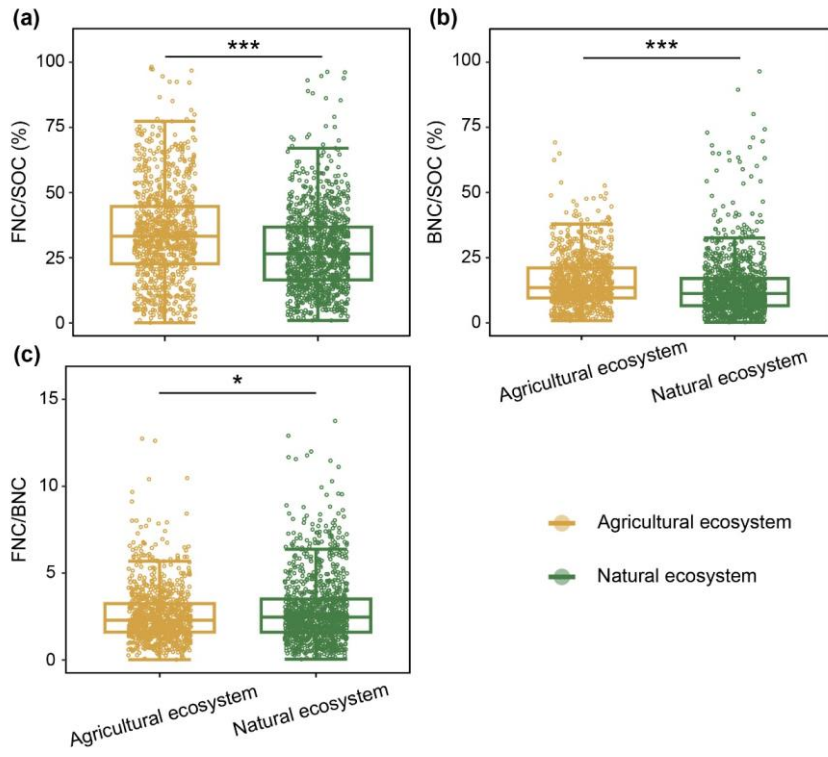 (a)
***
100
75
50
25
0
FNC/SOC (%)
(b)
***
100
75
50
25
0
BNC/SOC (%)
Agricultural ecosystem
Natural ecosystem
(c)
*
15
10
5
0
FNC/BNC
Agricultural ecosystem
Natural ecosystem
Agricultural ecosystem
Natural ecosystem